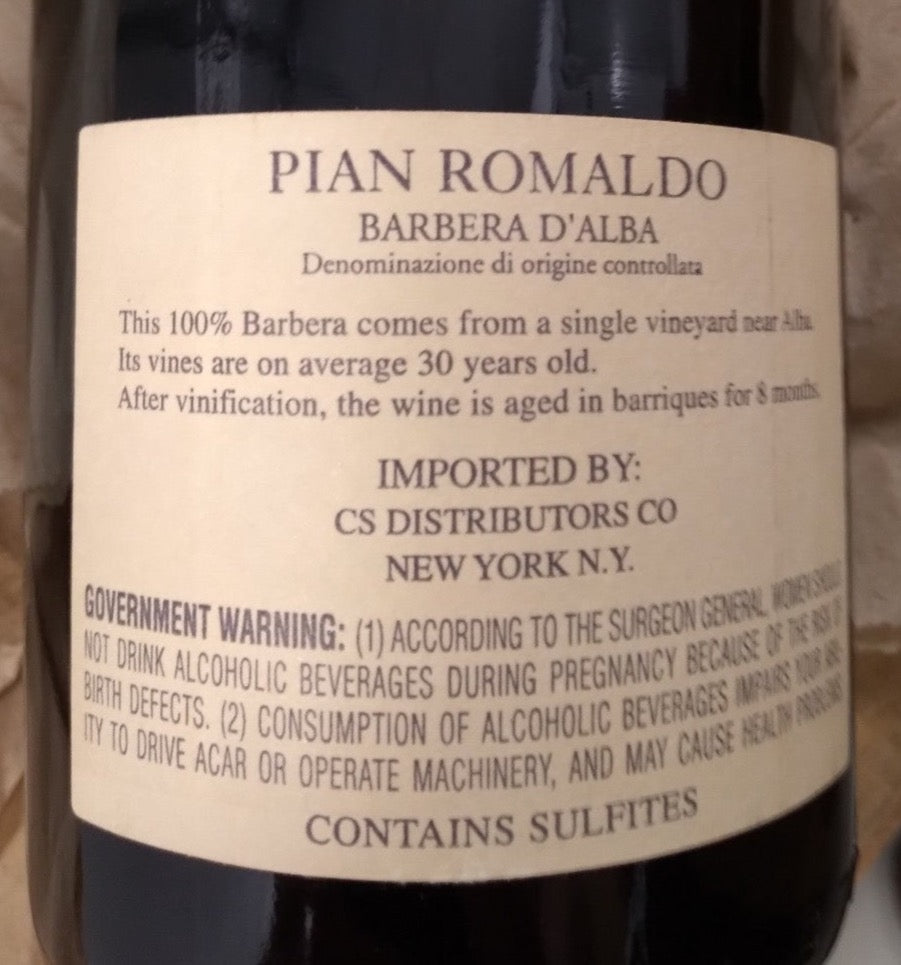 PIAN ROMALDO
BARBERA D'ALBA
Denominazione di origine controllata
This 100% Barbera comes from a single vineyard near Alba.
Its vines are on average 30 years old.
After vinification, the wine is aged in barriques for 8 months.
IMPORTED BY:
CS DISTRIBUTORS CO
NEW YORK N.Y.
GOVERNMENT WARNING: (1) ACCORDING TO THE SURGEON GENERAL, WOMEN SHOULD
NOT DRINK ALCOHOLIC BEVERAGES DURING PREGNANCY BECAUSE OF THE RISK OF
BIRTH DEFECTS. (2) CONSUMPTION OF ALCOHOLIC BEVERAGES IMPAIRS YOUR ABIL-
ITY TO DRIVE ACAR OR OPERATE MACHINERY, AND MAY CAUSE HEALTH PROBLEMS
CONTAINS SULFITES